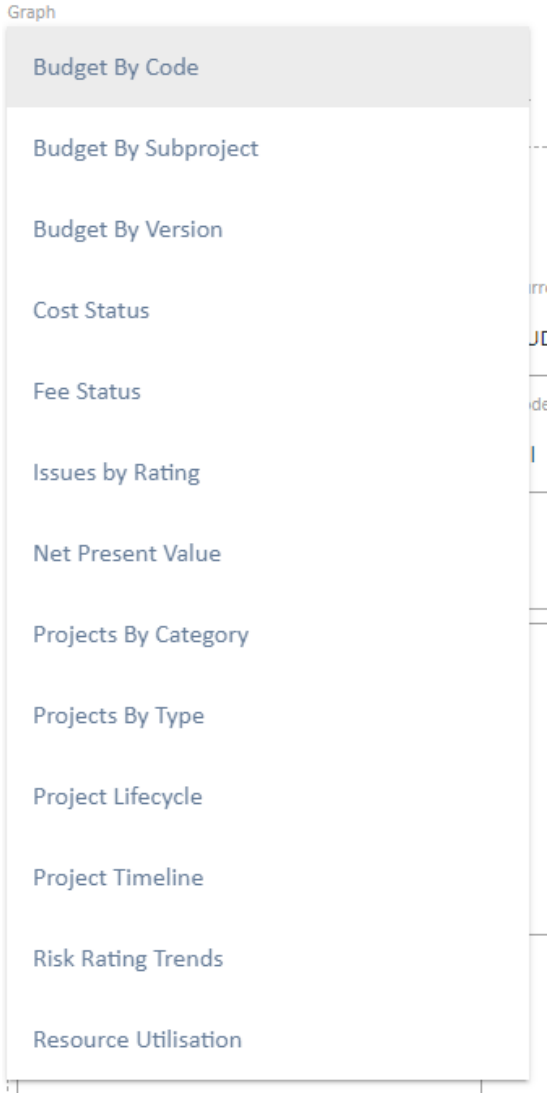 Graph
Budget By Code
Budget By Subproject
Budget By Version
Cost Status
Fee Status
Issues by Rating
Net Present Value
Projects By Category
Projects By Type
Project Lifecycle
Project Timeline
Risk Rating Trends
Resource Utilisation